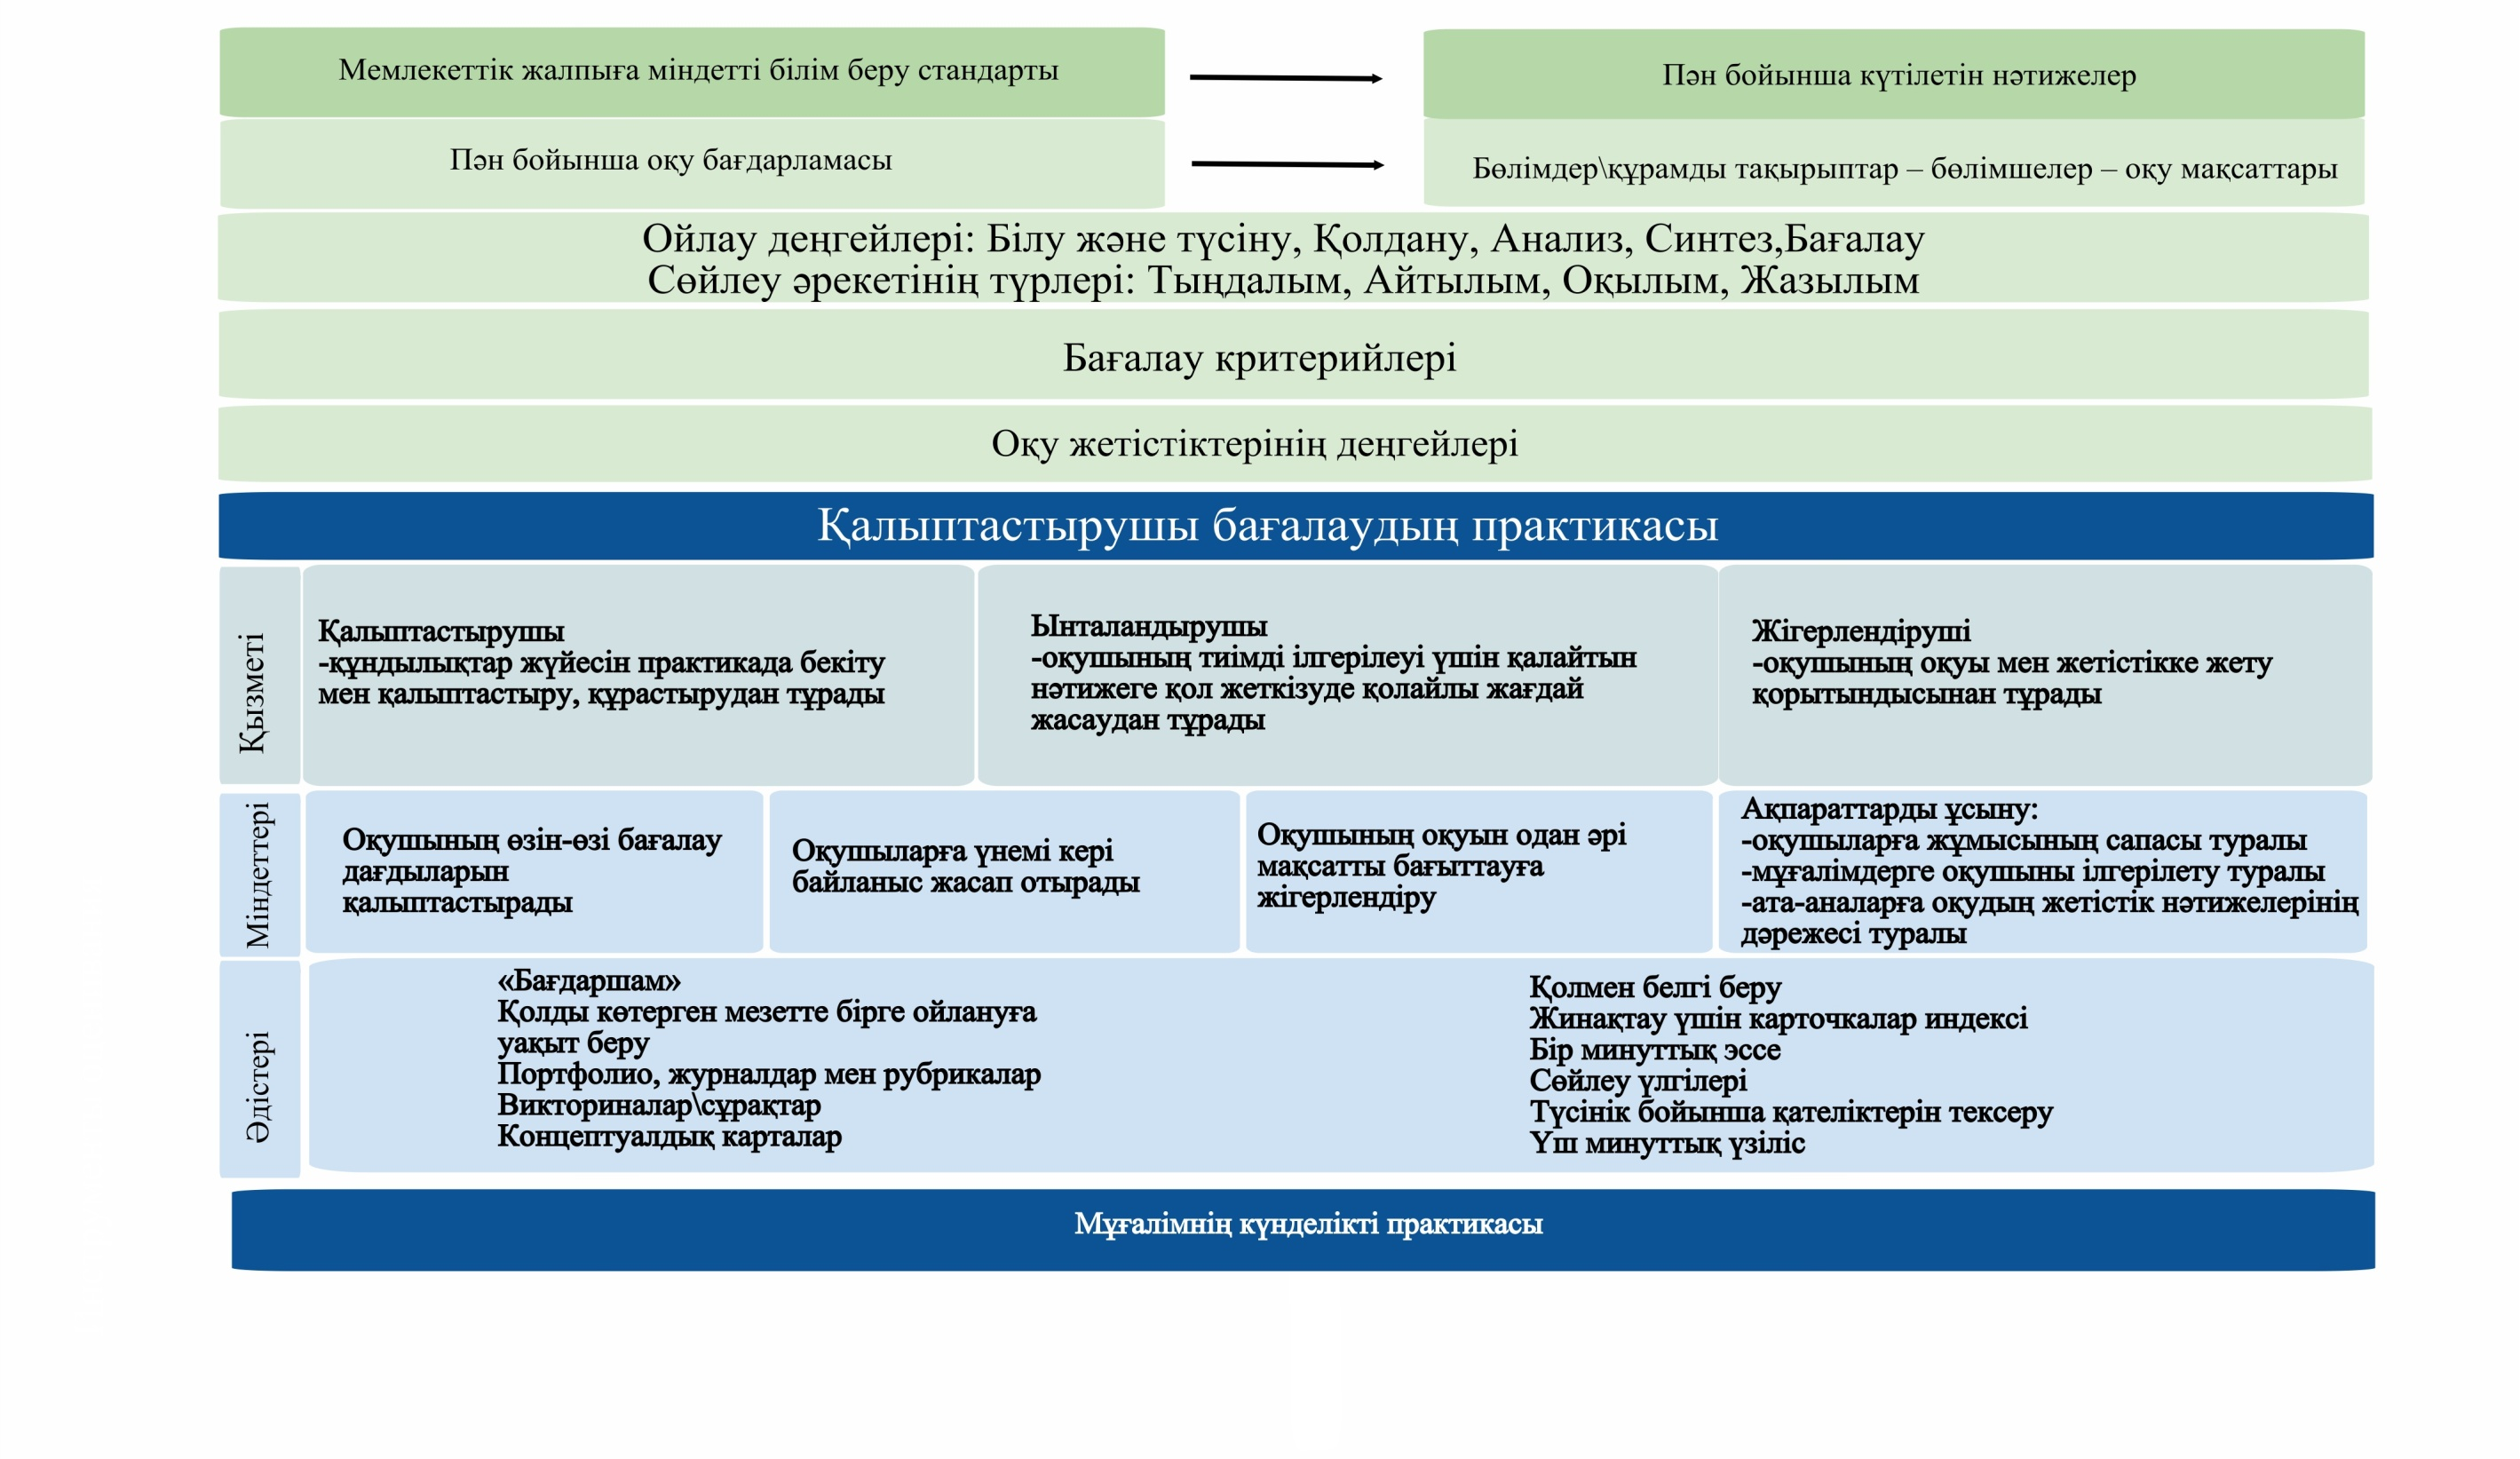 Мемлекеттік жалпыға міндетті білім беру стандарты
Пән бойынша күтілетін нәтижелер
Пән бойынша оқу бағдарламасы
Бөлімдер\құрамды тақырыптар – бөлімшелер – оқу мақсаттары
Ойлау деңгейлері: Білу және түсіну, Қолдану, Анализ, Синтез,Бағалау
Сөйлеу әрекетінің түрлері: Тыңдалым, Айтылым, Оқылым, Жазылым
Бағалау критерийлері
Оқу жетістіктерінің деңгейлері
Қалыптастырушы бағалаудың практикасы
Қызметі
Қалыптастырушы
-құндылықтар жүйесін практикада бекіту
мен қалыптастыру, құрастырудан тұрады
Ынталандырушы
-оқушының тиімді ілгерілеуі үшін қалайтын
нәтижеге қол жеткізуде қолайлы жағдай
жасаудан тұрады
Жігерлендіруші
-оқушының оқуы мен жетістікке жету
қорытындысынан тұрады
Міндеттері
Оқушының өзін-өзі бағалау
дағдыларын
қалыптастырады
Оқушыларға үнемі кері
байланыс жасап отырады
Оқушының оқуын одан әрі
мақсатты бағыттауға
жігерлендіру
Ақпараттарды ұсыну:
-оқушыларға жұмысының сапасы туралы
-мұғалімдерге оқушыны ілгерілету туралы
-ата-аналарға оқудың жетістік нәтижелерінің
дәрежесі туралы
Әдістері
«Бағдаршам»
Қолды көтерген мезетте бірге ойлануға
уақыт беру
Портфолио, журналдар мен рубрикалар
Викториналар\сұрақтар
Концептуалдық карталар
Қолмен белгі беру
Жинақтау үшін карточкалар индексі
Бір минуттық эссе
Сөйлеу үлгілері
Түсінік бойынша қателіктерін тексеру
Үш минуттық үзіліс
Мұғалімнің күнделікті практикасы